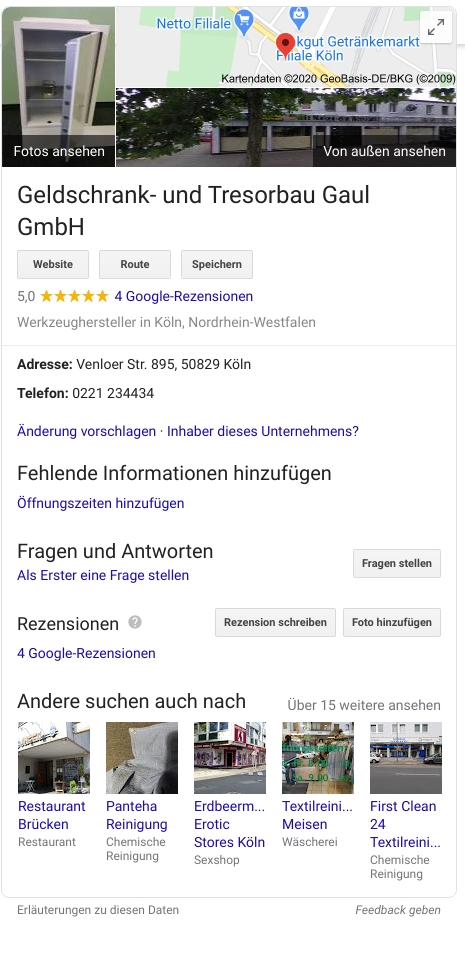 Netto Filiale
kgut Getränkemarkt
Filiale Köln
Kartendaten ©2020 GeoBasis-DE/BKG (©2009)
Fotos ansehen
Von außen ansehen
Geldschrank- und Tresorbau Gaul
GmbH
Website Route Speichern
5,0 4 Google-Rezensionen
Werkzeughersteller in Köln, Nordrhein-Westfalen
Adresse: Venloer Str. 895, 50829 Köln
Telefon: 0221 234434
Änderung vorschlagen · Inhaber dieses Unternehmens?
Fehlende Informationen hinzufügen
Öffnungszeiten hinzufügen
Fragen und Antworten
Fragen stellen
Als Erster eine Frage stellen
Rezensionen ? Rezension schreiben Foto hinzufügen
4 Google-Rezensionen
Andere suchen auch nach Über 15 weitere ansehen
Restaurant
Brücken
Restaurant
Panteha
Reinigung
Chemische
Reinigung
Erdbeerm...
Erotic
Stores Köln
Sexshop
Textilreini...
Meisen
Wäscherei
First Clean
24
Textilreini...
Chemische
Reinigung
Erläuterungen zu diesen Daten Feedback geben